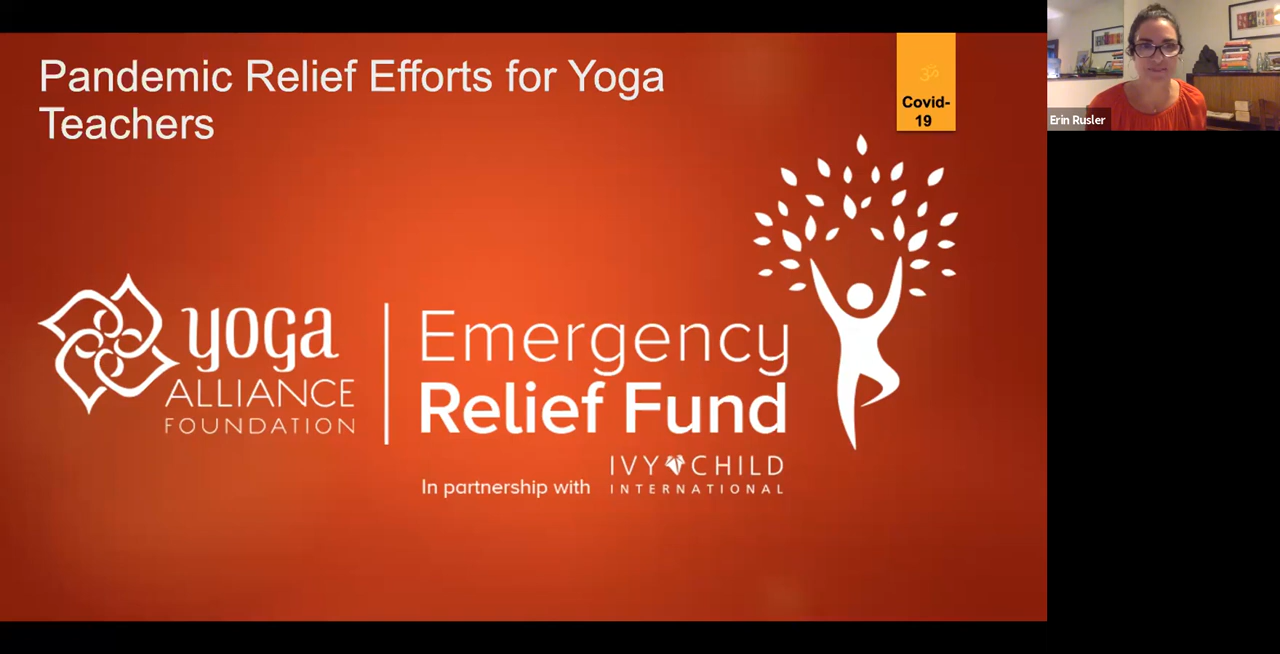 Pandemic Relief Efforts for Yoga
Teachers
ॐ
Covid-
19
Erin Rusler
yoga
ALLIANCE
FOUNDATION
Emergency
Relief Fund
In partnership with
IVY CHILD
INTERNATIONAL